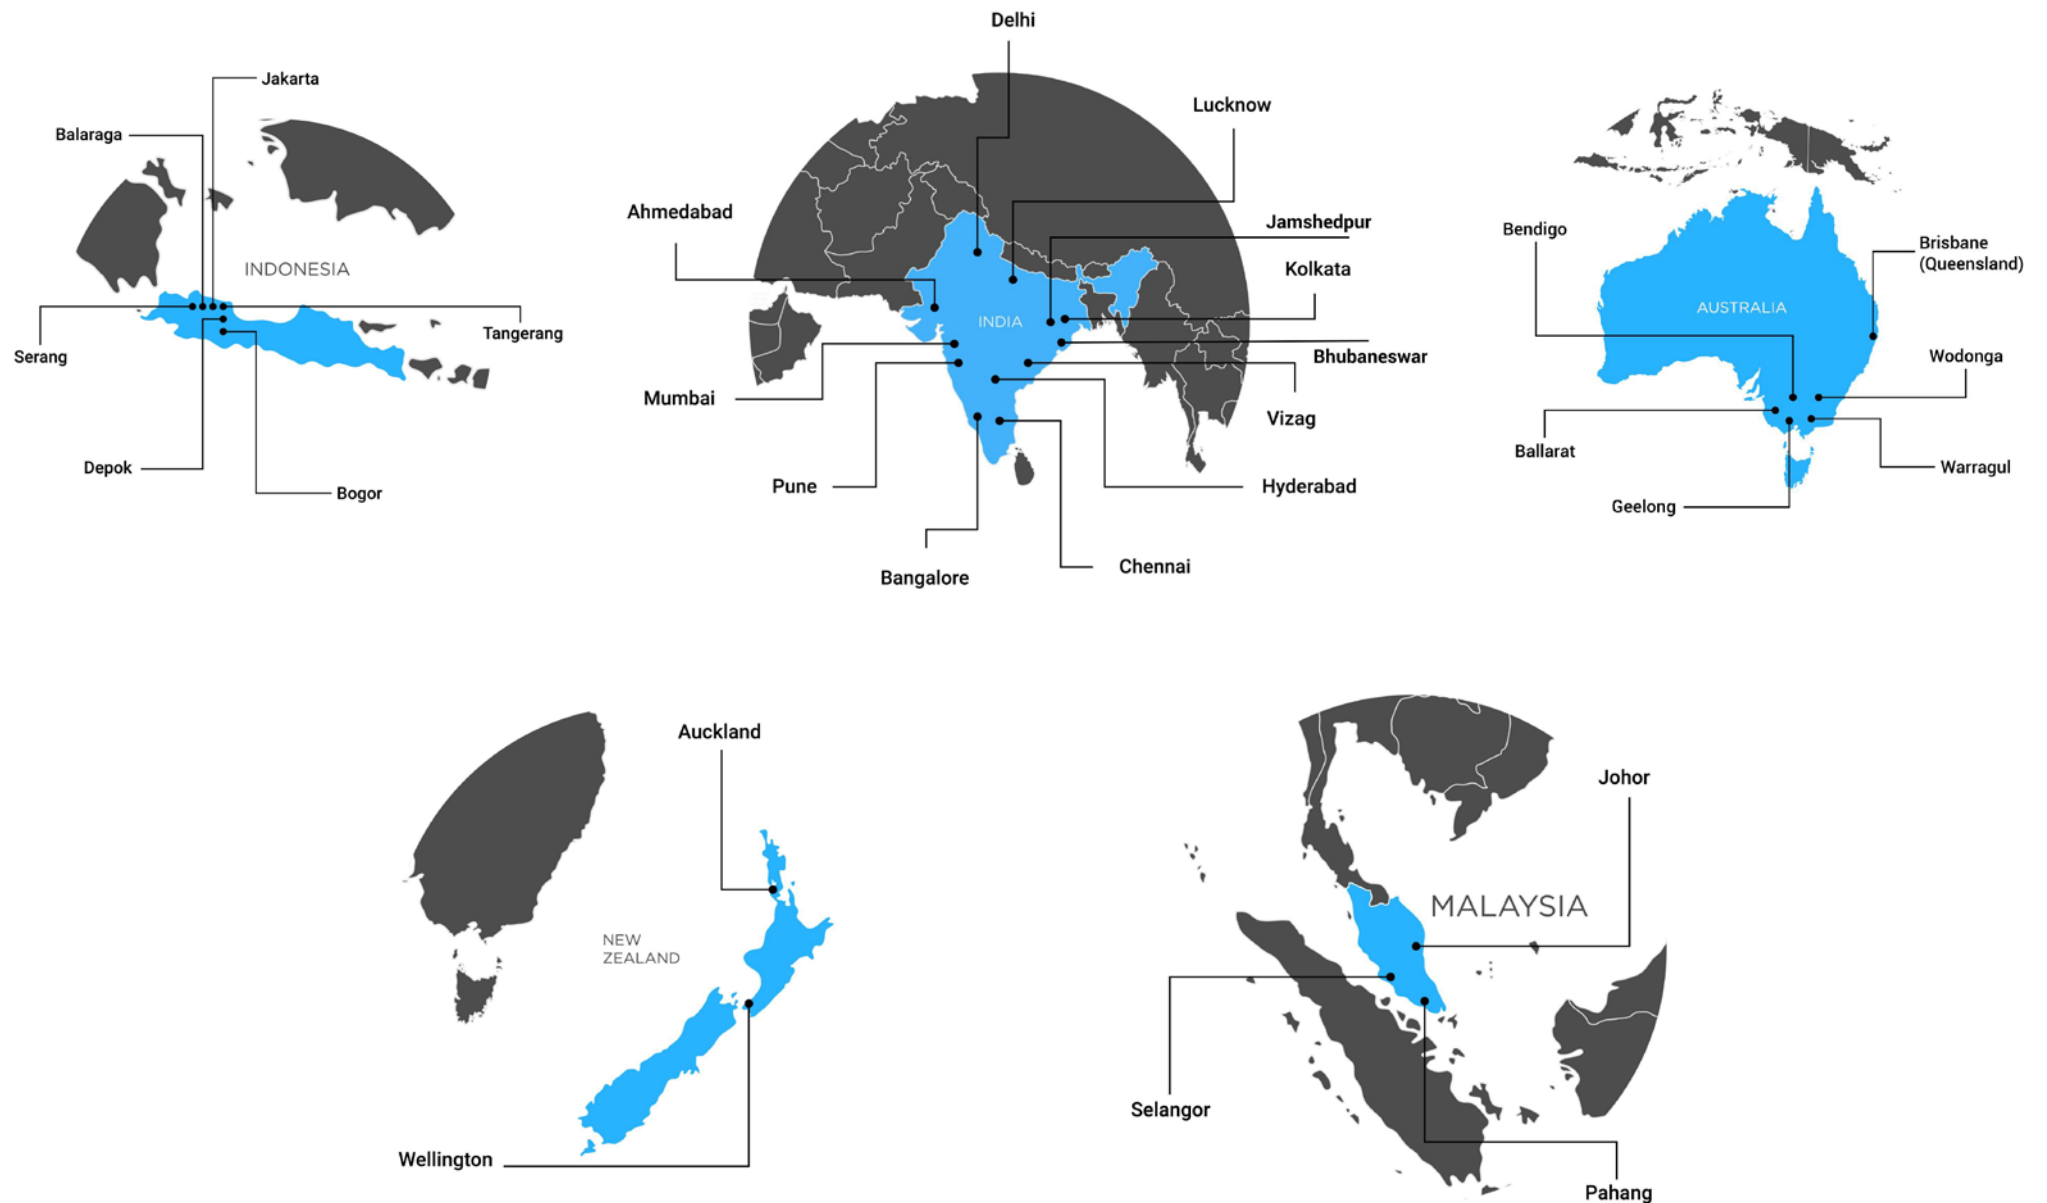 Jakarta
Balaraga
INDONESIA
Tangerang
Serang
Depok
Bogor
Delhi
Lucknow
Ahmedabad
Jamshedpur
Kolkata
INDIA
Bhubaneswar
Mumbai
Vizag
Pune
Hyderabad
Bangalore
Chennai
Bendigo
Brisbane
(Queensland)
AUSTRALIA
Wodonga
Ballarat
Warragul
Geelong
Auckland
NEW
ZEALAND
Wellington
Johor
MALAYSIA
Selangor
Pahang